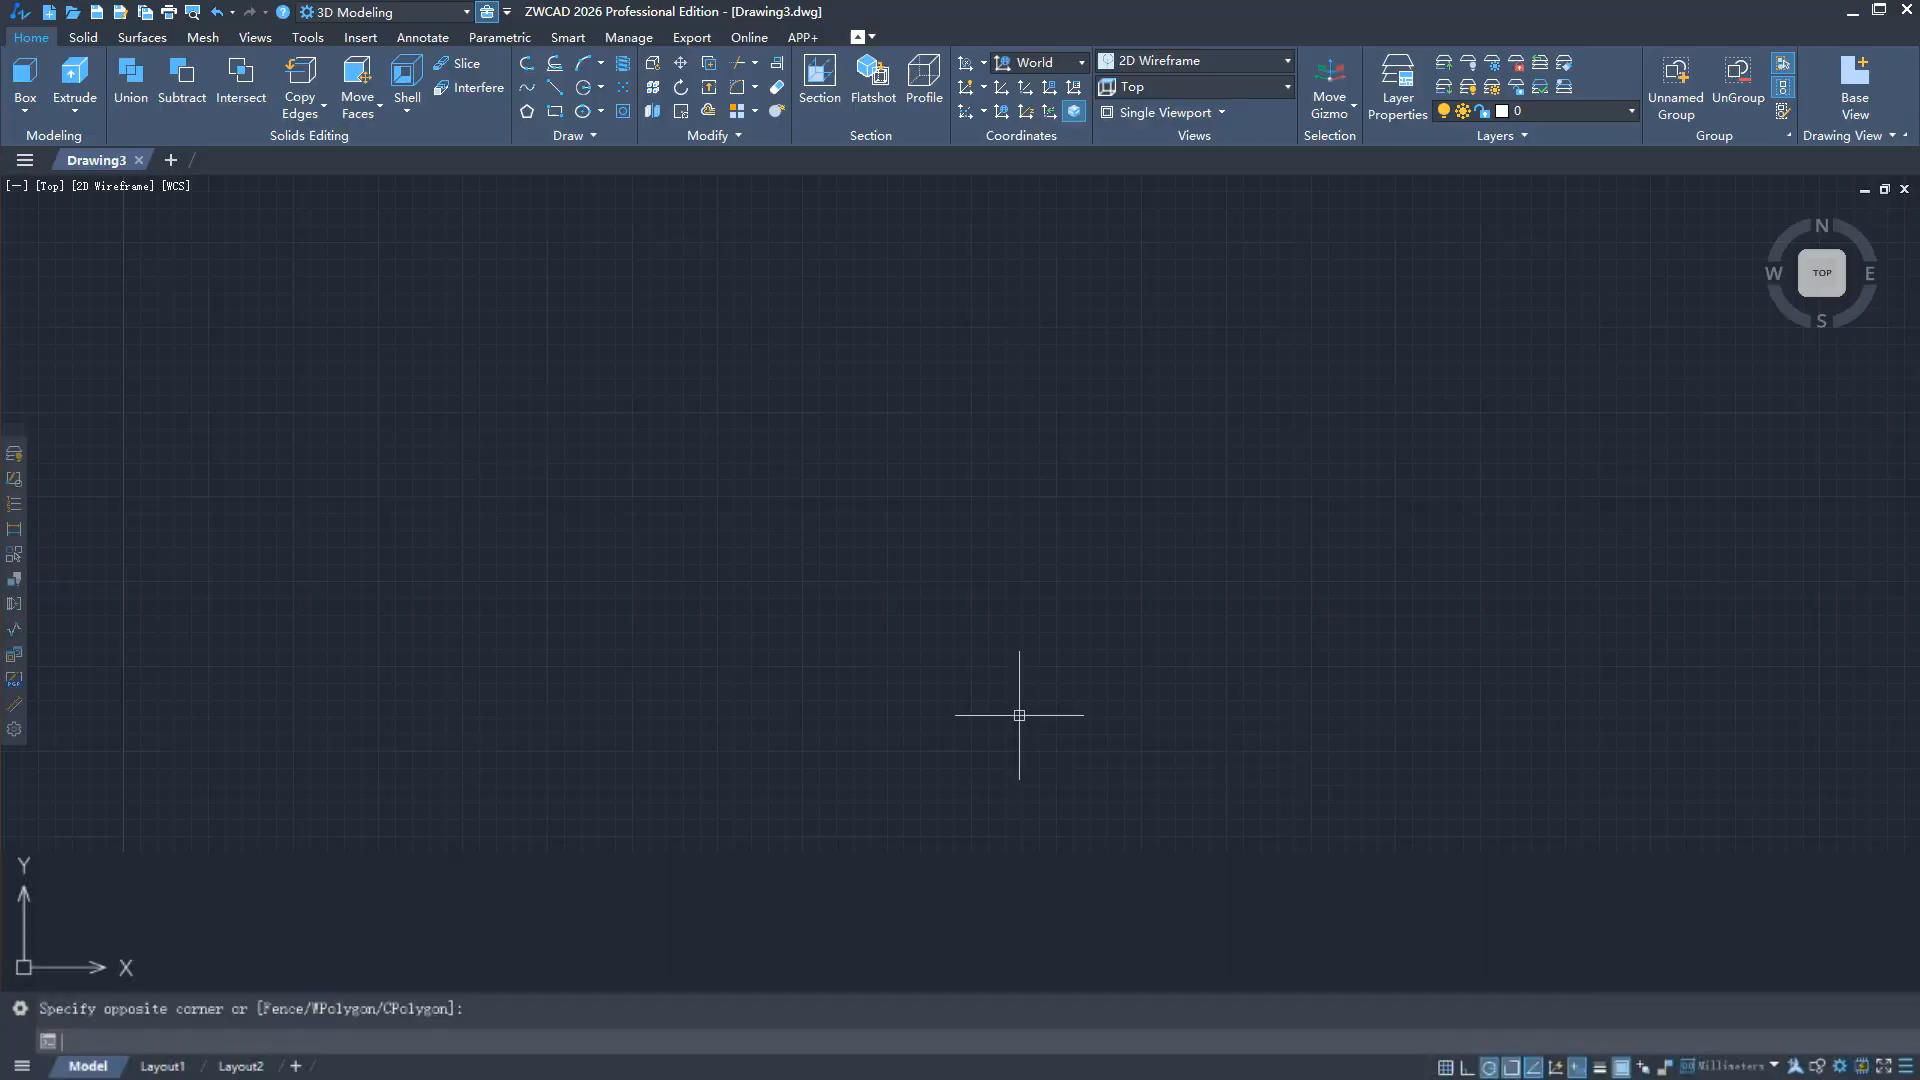 3D Modeling
ZWCAD 2026 Professional Edition - [Drawing3.dwg]
Home Solid Surfaces Mesh Views Tools Insert Annotate Parametric Smart Manage Export Online APP+
Box
Extrude
Modeling
Union
Subtract
Intersect
Copy
Edges
Move
Faces
Shell
Slice
Interfere
Solids Editing
Draw
Modify
Section
Flatshot
Profile
Section
World
Coordinates
2D Wireframe
Top
Single Viewport
Views
Move
Gizmo
Selection
Layer
Properties
0
Layers
Unnamed
Group
UnGroup
Group
Base
View
Drawing View
Drawing3
[—] [Top] [2D Wireframe] [WCS]
N
W
TOP
E
S
PGP
Y
X
Specify opposite corner or [Fence/WPolygon/CPolygon]:
Model Layout1 Layout2
Millimeters